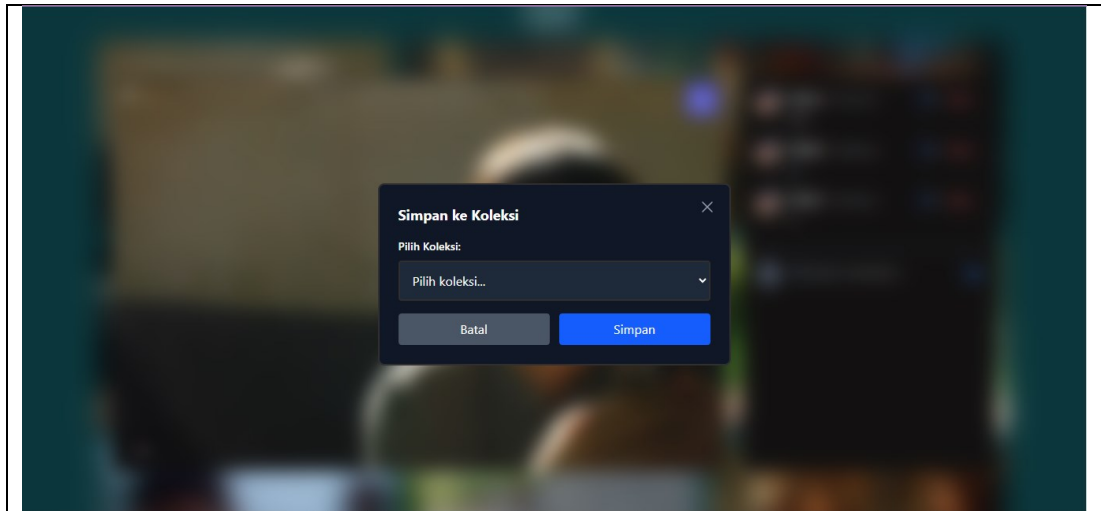 Simpan ke Koleksi
Pilih Koleksi:
Pilih koleksi...
Batal
Simpan